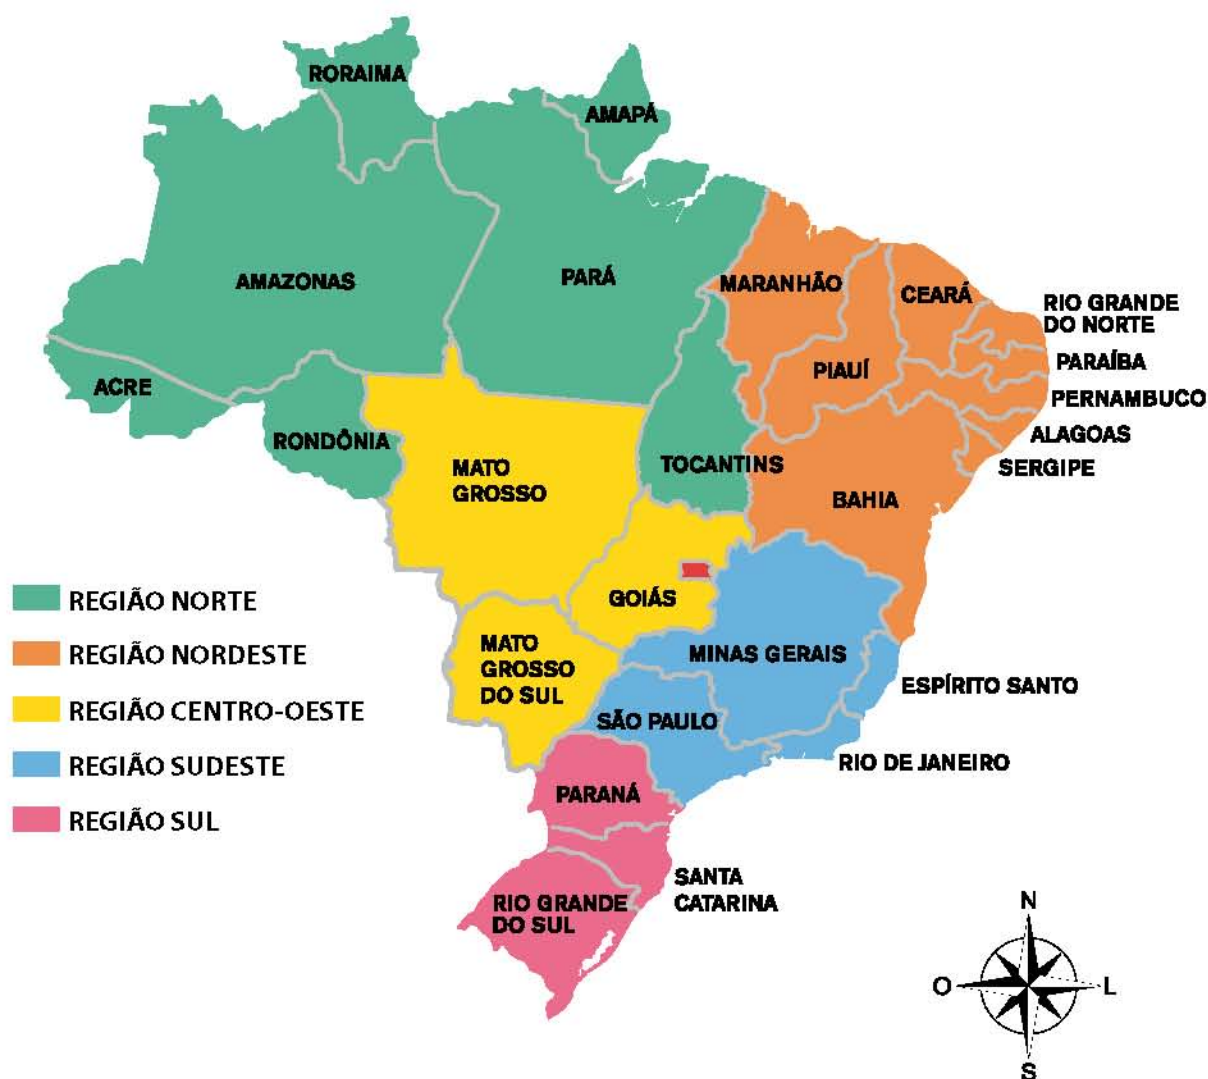 RORAIMA
AMAPÁ
AMAZONAS
PARÁ
MARANHÃO
CEARÁ
RIO GRANDE
DO NORTE
PARAÍBA
PIAUÍ
PERNAMBUCO
ACRE
ALAGOAS
RONDÔNIA
TOCANTINS
SERGIPE
MATO
GROSSO
BAHIA
GOIÁS
MATO
GROSSO
DO SUL
MINAS GERAIS
ESPÍRITO SANTO
SÃO PAULO
RIO DE JANEIRO
PARANÁ
SANTA
CATARINA
RIO GRANDE
DO SUL
REGIÃO NORTE
REGIÃO NORDESTE
REGIÃO CENTRO-OESTE
REGIÃO SUDESTE
REGIÃO SUL
N
O
L
S